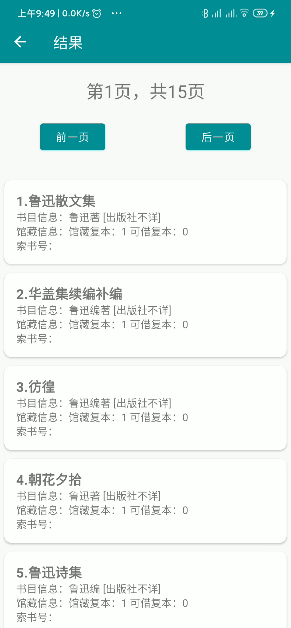 上午9:49 | 0.0K/s ...
39
结果
第1页，共15页
前一页 后一页
1.鲁迅散文集
书目信息：鲁迅著 [出版社不详]
馆藏信息：馆藏复本：1 可借复本：0
索书号：
2.华盖集续编补编
书目信息：鲁迅编著 [出版社不详]
馆藏信息：馆藏复本：1 可借复本：0
索书号：
3.彷徨
书目信息：鲁迅编著 [出版社不详]
馆藏信息：馆藏复本：1 可借复本：0
索书号：
4.朝花夕拾
书目信息：鲁迅著 [出版社不详]
馆藏信息：馆藏复本：1 可借复本：0
索书号：
5.鲁迅诗集
书目信息：鲁迅编 [出版社不详]
馆藏信息：馆藏复本：1 可借复本：0
索书号：